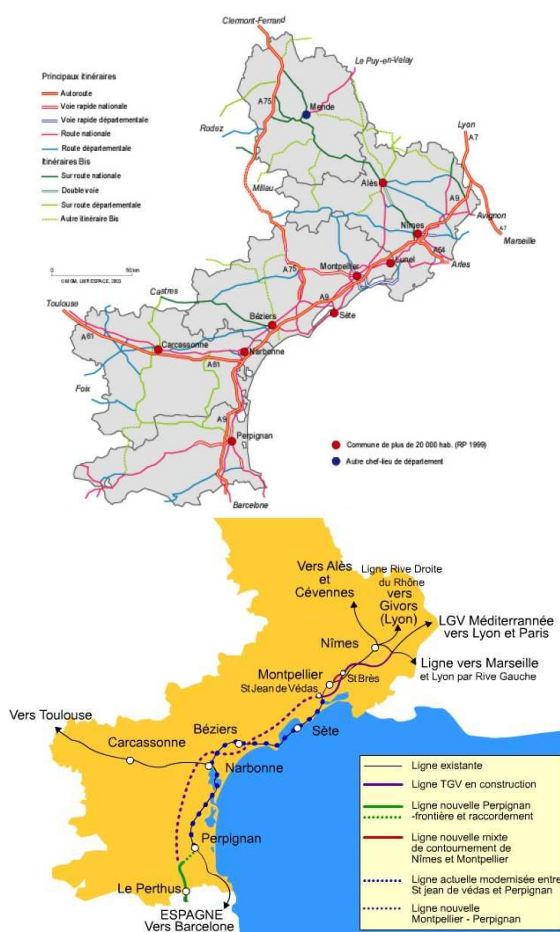 Clermont-Ferrand
Le Puy-en-Velay
Principaux itinéraires
Autoroute
Voie rapide nationale
Voie rapide départementale
Route nationale
Route départementale
Itinéraires Bis
Sur route nationale
Double voie
Sur route départementale
Autre itinéraire Bis
A75
Mende
Rodez
Lyon
A7
Millau
Alès
A9
Avignon
Nîmes
A7
Marseille
A54
Lunel
Arles
Montpellier
0
50 km
A75
Castres
A9
Sète
Toulouse
Béziers
A61
Carcassonne
Narbonne
A61
Foix
A9
Perpignan
Commune de plus de 20 000 hab. (RP 1999)
Autre chef-lieu de département
Barcelone
Vers Alès
et
Cévennes
Ligne Rive Droite
du Rhône
vers
Givors
(Lyon)
LGV Méditerrannée
vers Lyon et Paris
Nîmes
Ligne vers Marseille
et Lyon par Rive Gauche
Montpellier
St Brès
St Jean de Védas
Vers Toulouse
Béziers
Sète
Carcassonne
Narbonne
Perpignan
Le Perthus
ESPAGNE
Vers Barcelone
Ligne existante
Ligne TGV en construction
Ligne nouvelle Perpignan
-frontière et raccordement
Ligne nouvelle mixte
de contournement de
Nîmes et Montpellier
Ligne actuelle modernisée entre
St jean de védas et Perpignan
Ligne nouvelle
Montpellier - Perpignan